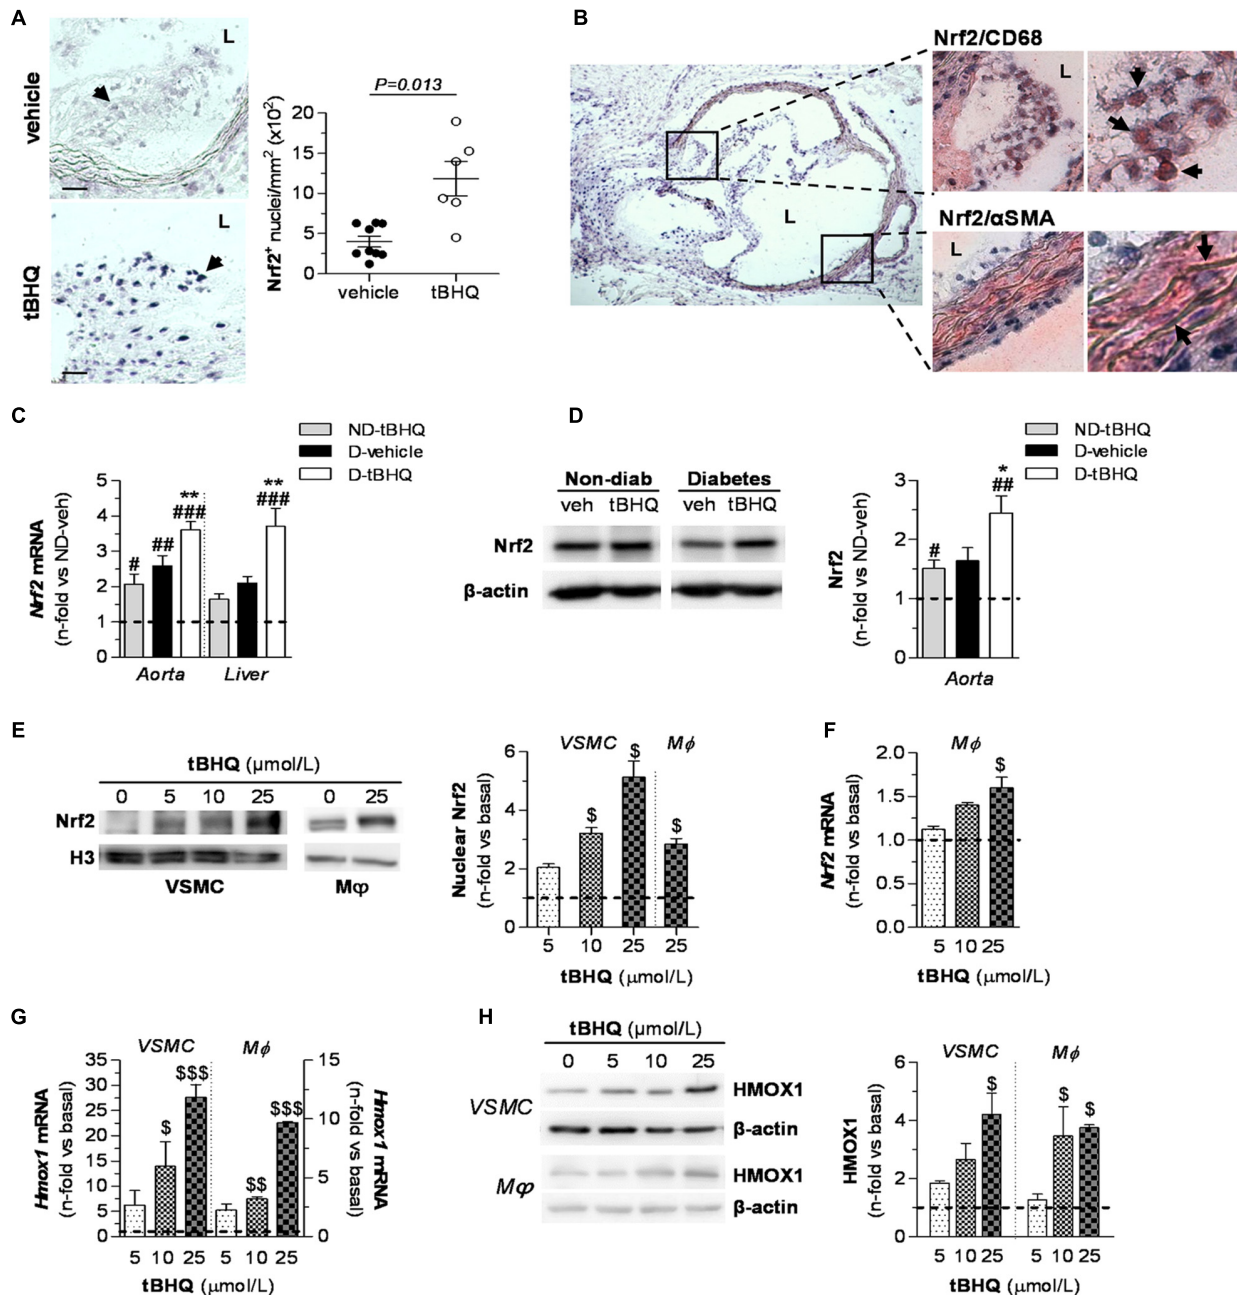 A
vehicle
L
tBHQ
L
Nrf2⁺ nuclei/mm² (x10²)
P=0.013
20
15
10
5
0
vehicle tBHQ
B
L
Nrf2/CD68
L
Nrf2/αSMA
L
C
ND-tBHQ
D-vehicle
D-tBHQ
Nrf2 mRNA
(n-fold vs ND-veh)
5
4
3
2
1
0
# ## ** ### ** ###
Aorta Liver
D
Non-diab Diabetes
veh tBHQ veh tBHQ
Nrf2
β-actin
ND-tBHQ
D-vehicle
D-tBHQ
Nrf2
(n-fold vs ND-veh)
3
2
1
0
# * ##
Aorta
E
tBHQ (μmol/L)
0 5 10 25 0 25
Nrf2
H3
VSMC Mφ
Nuclear Nrf2
(n-fold vs basal)
VSMC Mϕ
6
4
2
0
$ $ $
5 10 25 25
tBHQ (μmol/L)
F
Mϕ
Nrf2 mRNA
(n-fold vs basal)
2.0
1.5
1.0
0.5
0.0
$
5 10 25
tBHQ (μmol/L)
G
VSMC Mϕ
Hmox1 mRNA
(n-fold vs basal)
35
30
25
20
15
10
5
0
$ $$$ $$ $$$
15
10
5
0
Hmox1 mRNA
(n-fold vs basal)
5 10 25 5 10 25
tBHQ (μmol/L)
H
tBHQ (μmol/L)
0 5 10 25
VSMC
HMOX1
β-actin
Mφ
HMOX1
β-actin
VSMC Mϕ
HMOX1
(n-fold vs basal)
6
4
2
0
$ $ $
5 10 25 5 10 25
tBHQ (μmol/L)